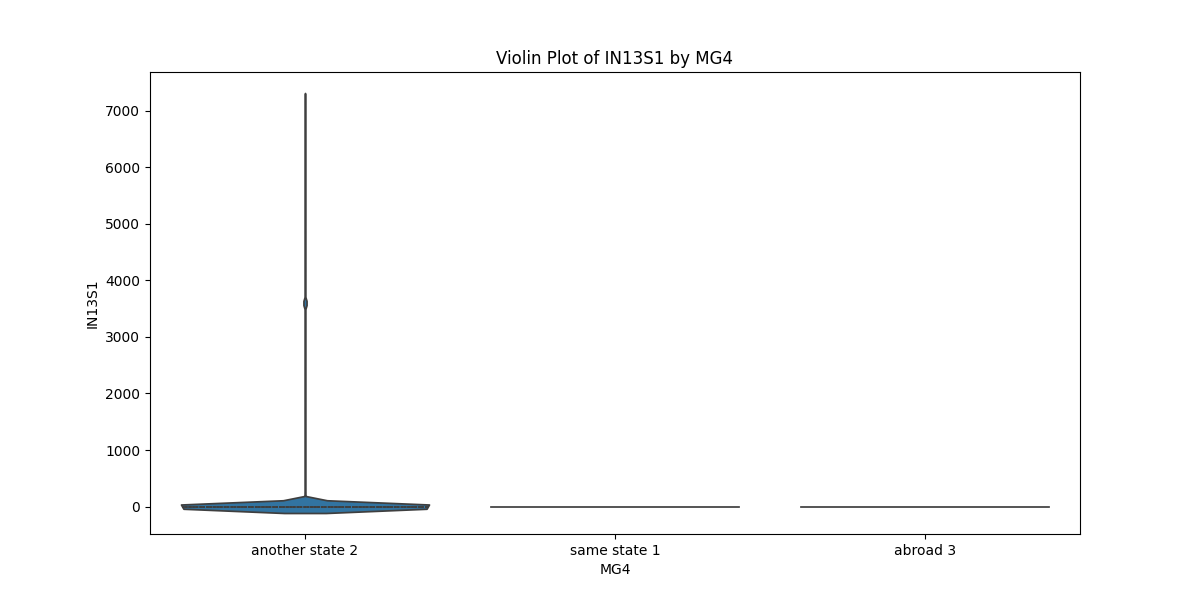 Violin Plot of IN13S1 by MG4
7000
6000
5000
4000
3000
2000
1000
0
IN13S1
another state 2
same state 1
abroad 3
MG4